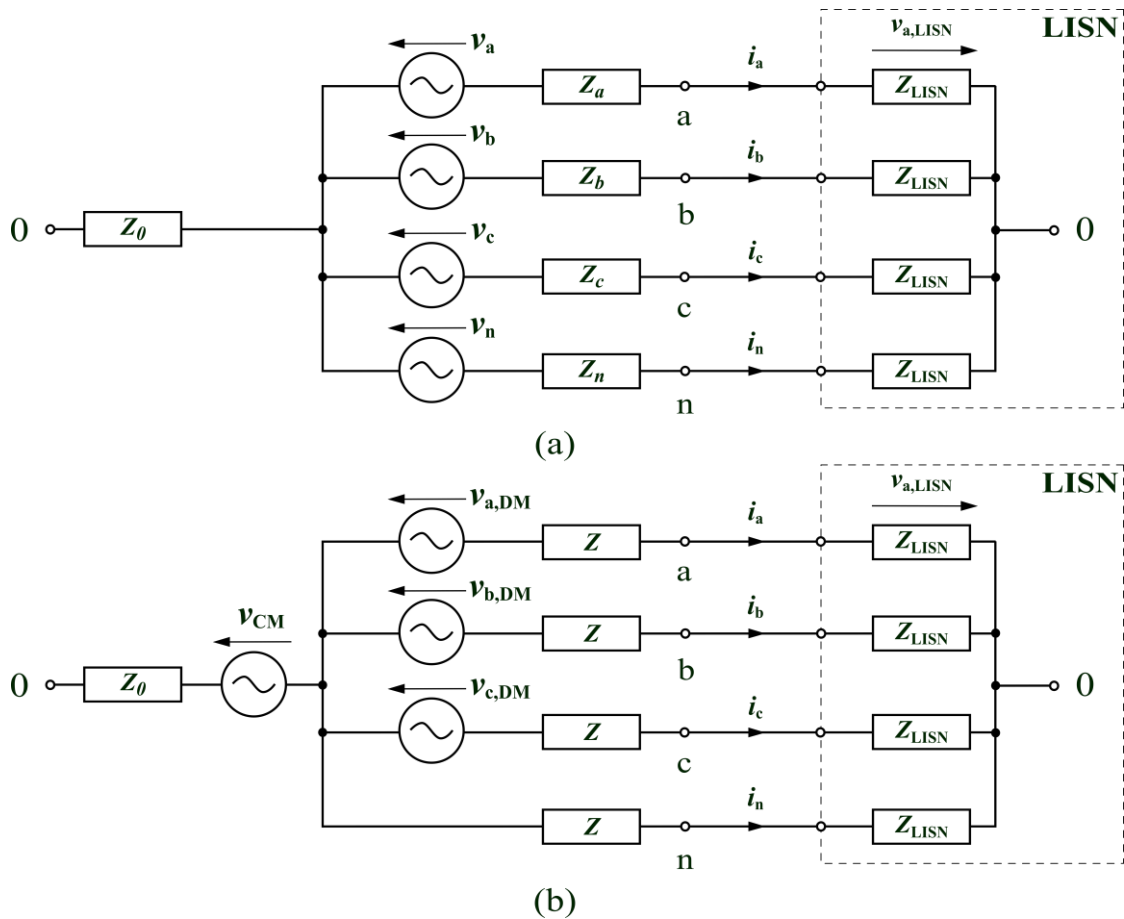 LISN
v_a,LISN
v_a
i_a
Z_a
Z_LISN
a
v_b
i_b
Z_b
Z_LISN
b
0
Z_0
0
v_c
i_c
Z_c
Z_LISN
c
v_n
i_n
Z_n
Z_LISN
n
(a)
LISN
v_a,LISN
v_a,DM
i_a
Z
Z_LISN
a
v_b,DM
i_b
Z
Z_LISN
b
v_CM
0
Z_0
0
v_c,DM
i_c
Z
Z_LISN
c
i_n
Z
Z_LISN
n
(b)